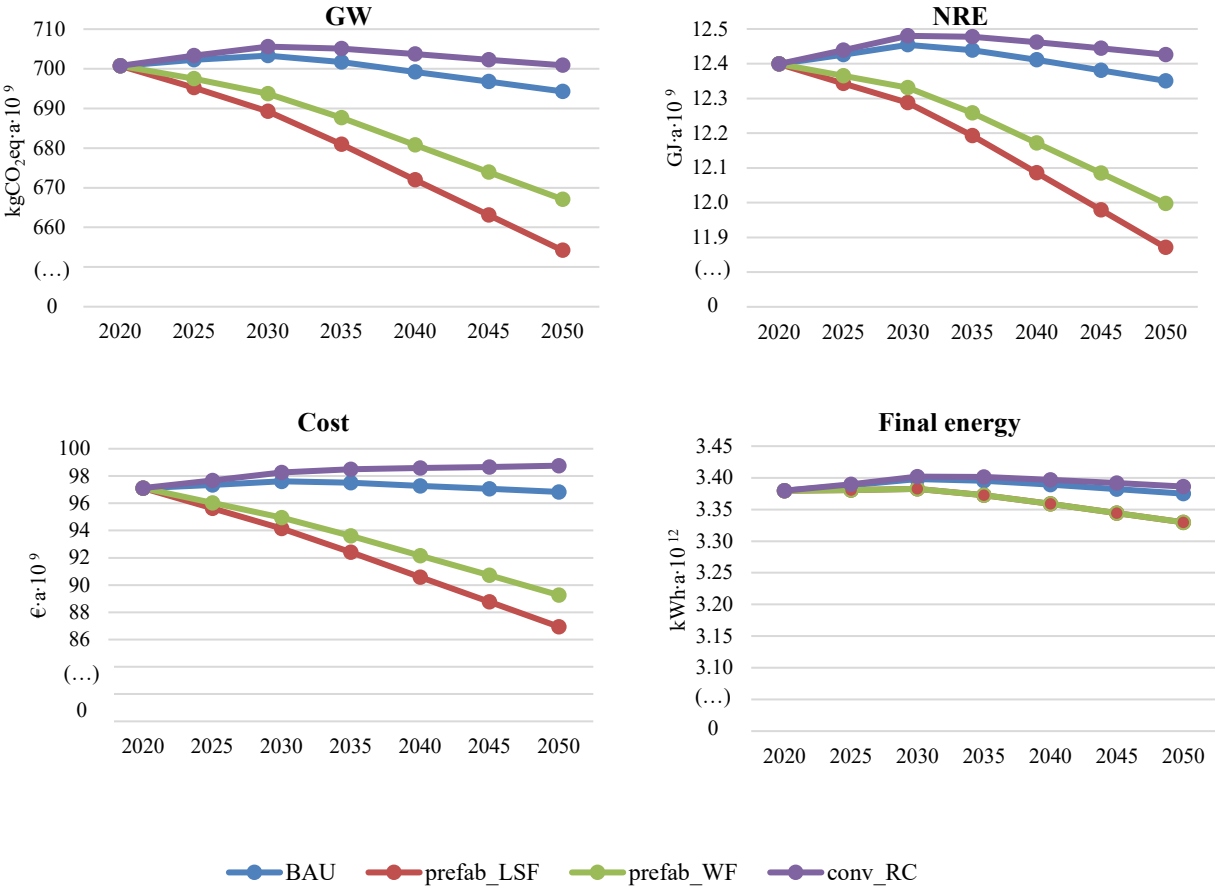 GW
710
700
690
680
670
660
(…)
0
kgCO2eq·a·10 9
2020 2025 2030 2035 2040 2045 2050
NRE
12.5
12.4
12.3
12.2
12.1
12.0
11.9
(…)
0
GJ·a·10 9
2020 2025 2030 2035 2040 2045 2050
Cost
100
98
96
94
92
90
88
86
(…)
0
€·a·10 9
2020 2025 2030 2035 2040 2045 2050
Final energy
3.45
3.40
3.35
3.30
3.25
3.20
3.15
3.10
(…)
0
kWh·a·10 12
2020 2025 2030 2035 2040 2045 2050
BAU prefab_LSF prefab_WF conv_RC